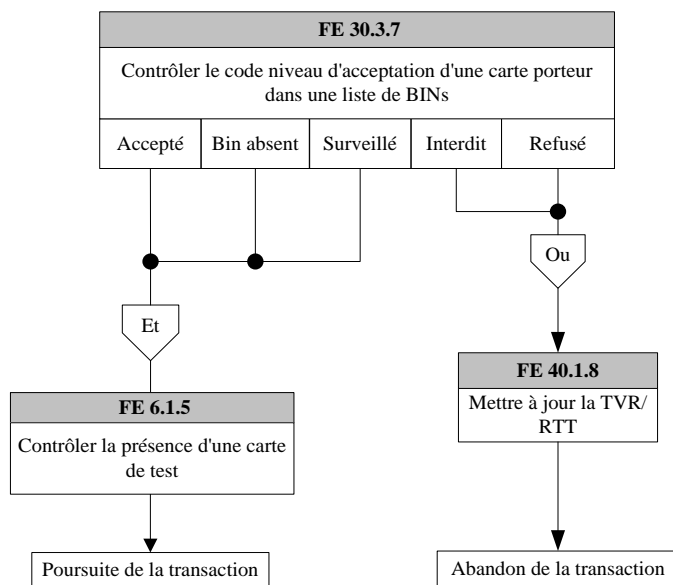 FE 30.3.7
Contrôler le code niveau d'acceptation d'une carte porteur
dans une liste de BINs
Accepté
Bin absent
Surveillé
Interdit
Refusé
Ou
Et
FE 40.1.8
Mettre à jour la TVR/
RTT
FE 6.1.5
Contrôler la présence d'une carte
de test
Poursuite de la transaction
Abandon de la transaction